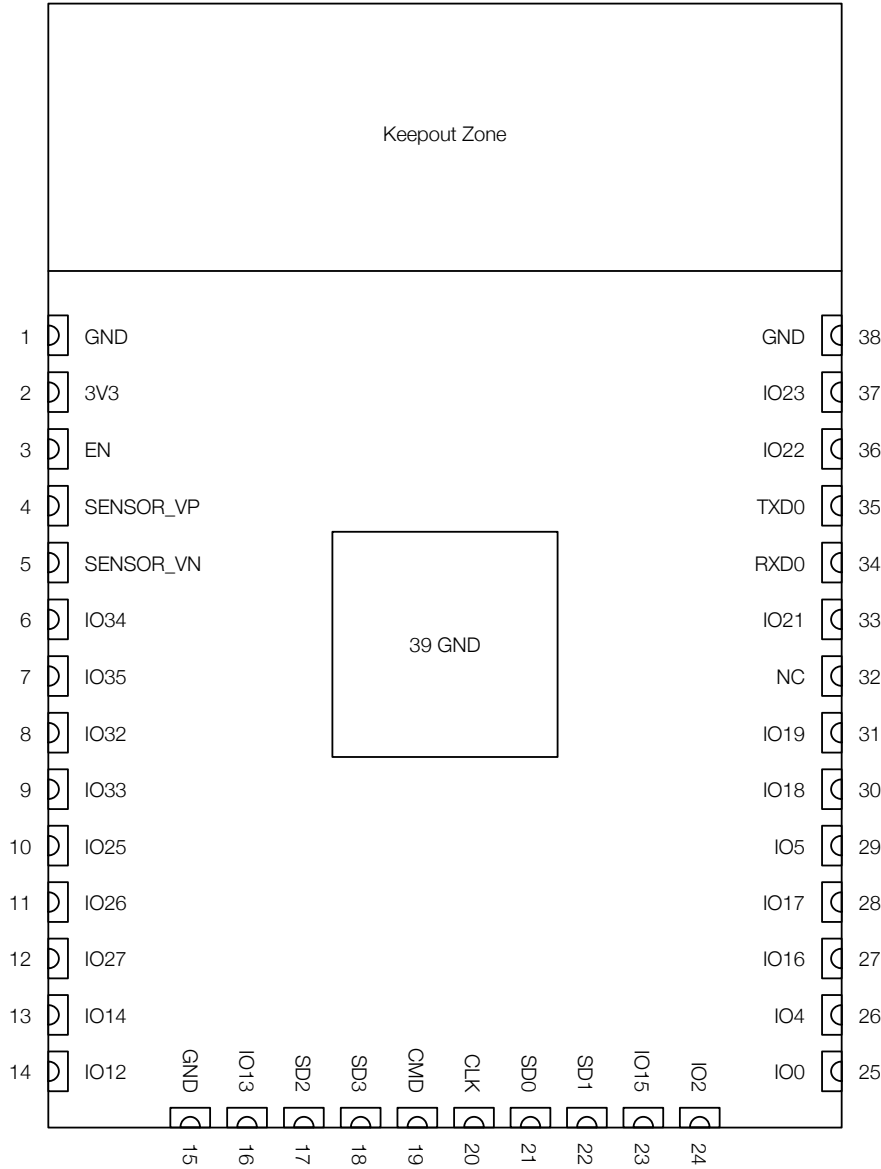 Keepout Zone
1 GND
2 3V3
3 EN
4 SENSOR_VP
5 SENSOR_VN
6 IO34
7 IO35
8 IO32
9 IO33
10 IO25
11 IO26
12 IO27
13 IO14
14 IO12
39 GND
GND 38
IO23 37
IO22 36
TXD0 35
RXD0 34
IO21 33
NC 32
IO19 31
IO18 30
IO5 29
IO17 28
IO16 27
IO4 26
IO0 25
GND 15
IO13 16
SD2 17
SD3 18
CMD 19
CLK 20
SD0 21
SD1 22
IO15 23
IO2 24